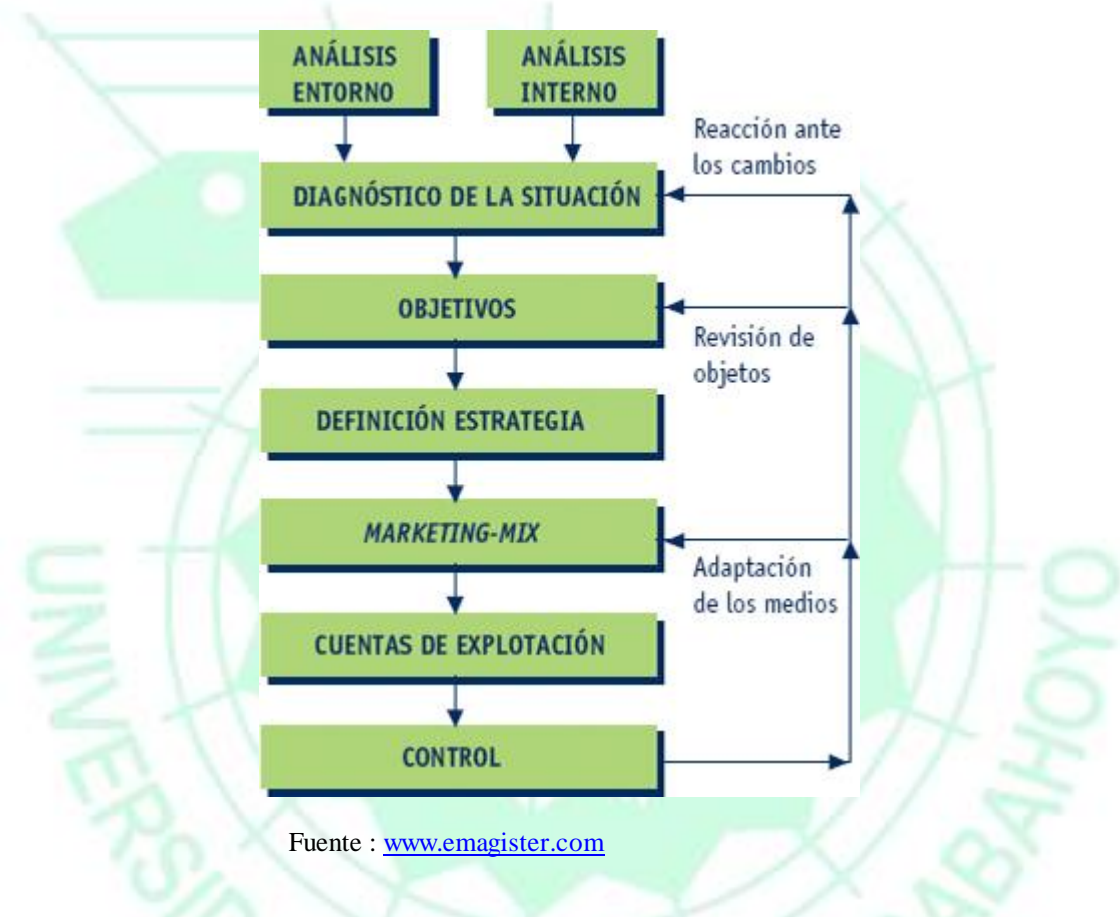 ANÁLISIS
ENTORNO
ANÁLISIS
INTERNO
Reacción ante
los cambios
DIAGNÓSTICO DE LA SITUACIÓN
OBJETIVOS
Revisión de
objetos
DEFINICIÓN ESTRATEGIA
MARKETING-MIX
Adaptación
de los medios
CUENTAS DE EXPLOTACIÓN
CONTROL
Fuente : www.emagister.com